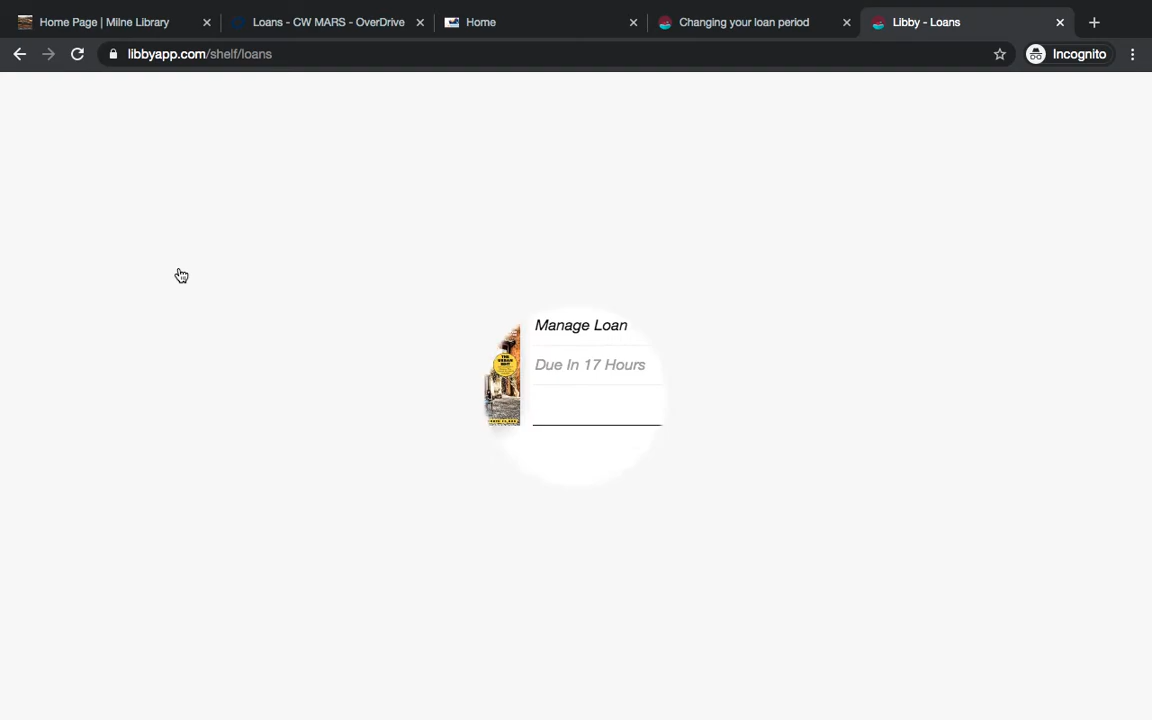 Home Page | Milne Library
Loans - CW MARS - OverDrive
Home
Changing your loan period
Libby - Loans
libbyapp.com/shelf/loans
Incognito
Manage Loan
Due In 17 Hours